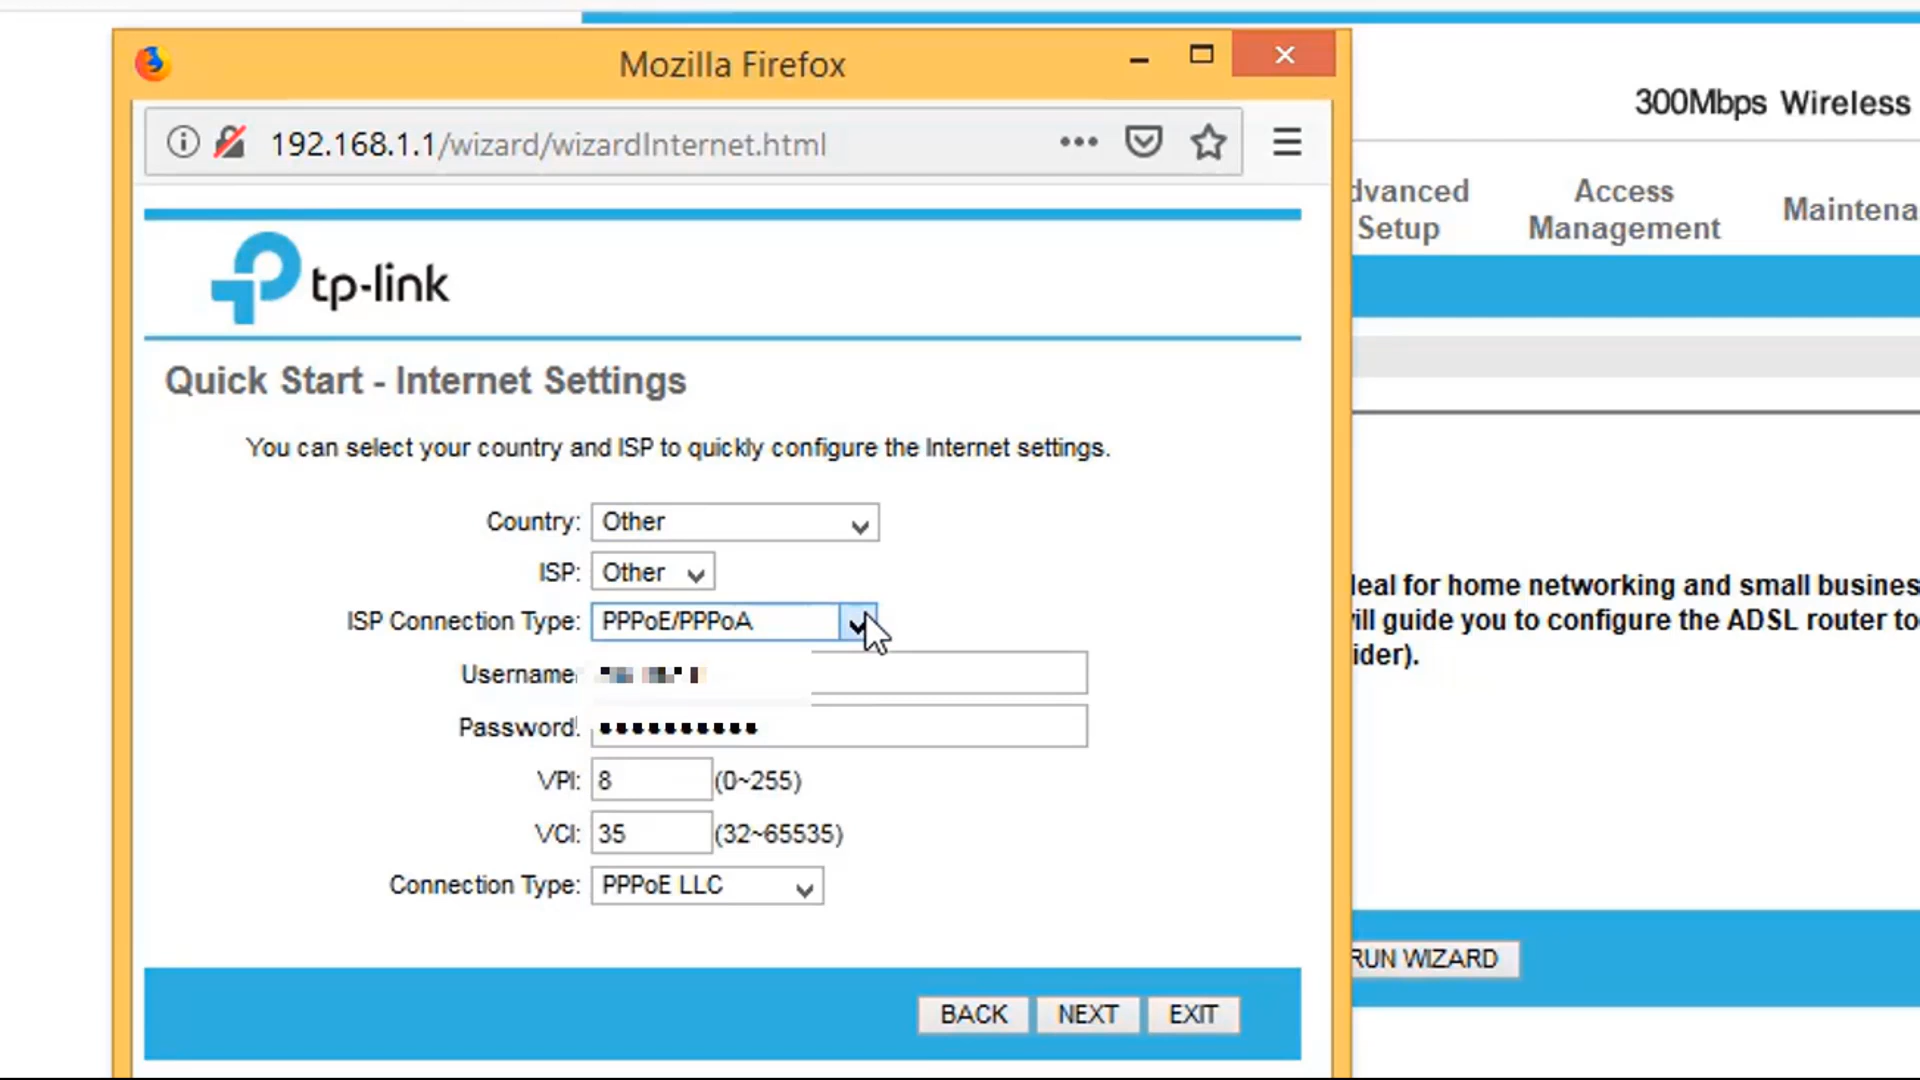 Mozilla Firefox
192.168.1.1/wizard/wizardInternet.html
300Mbps Wireless
dvanced Setup
Access Management
Maintena
tp-link
Quick Start - Internet Settings
You can select your country and ISP to quickly configure the Internet settings.
Country: Other
ISP: Other
ISP Connection Type: PPPoE/PPPoA
Username:
Password: ••••••••••
VPI: 8 (0~255)
VCI: 35 (32~65535)
Connection Type: PPPoE LLC
deal for home networking and small busines
will guide you to configure the ADSL router to
ider).
RUN WIZARD
BACK NEXT EXIT